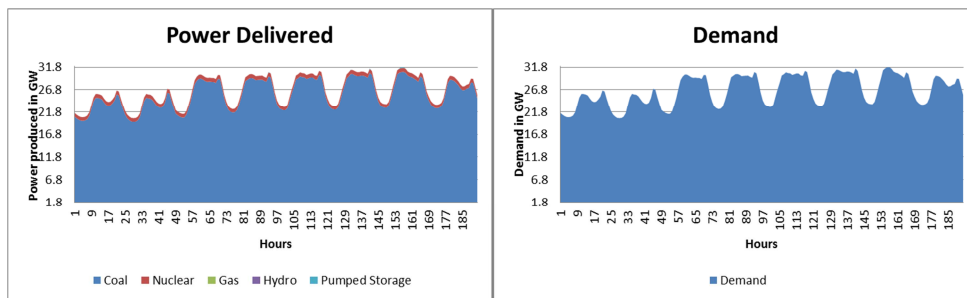 Power Delivered
Power produced in GW
31.8
26.8
21.8
16.8
11.8
6.8
1.8
1 9 17 25 33 41 49 57 65 73 81 89 97 105 113 121 129 137 145 153 161 169 177 185
Hours
Coal Nuclear Gas Hydro Pumped Storage
Demand
Demand in GW
31.8
26.8
21.8
16.8
11.8
6.8
1.8
1 9 17 25 33 41 49 57 65 73 81 89 97 105 113 121 129 137 145 153 161 169 177 185
Hours
Demand